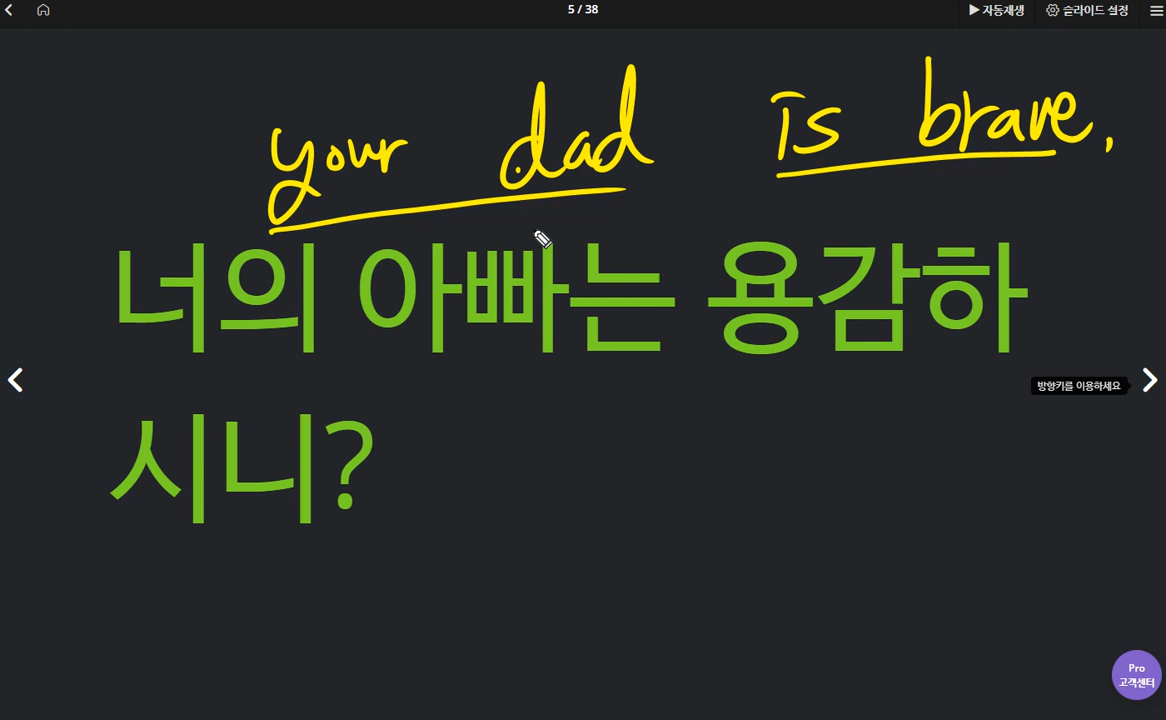 5 / 38
▶ 자동재생
슬라이드 설정
your dad is brave.
너의 아빠는 용감하
시니?
방향키를 이용하세요
Pro
고객센터